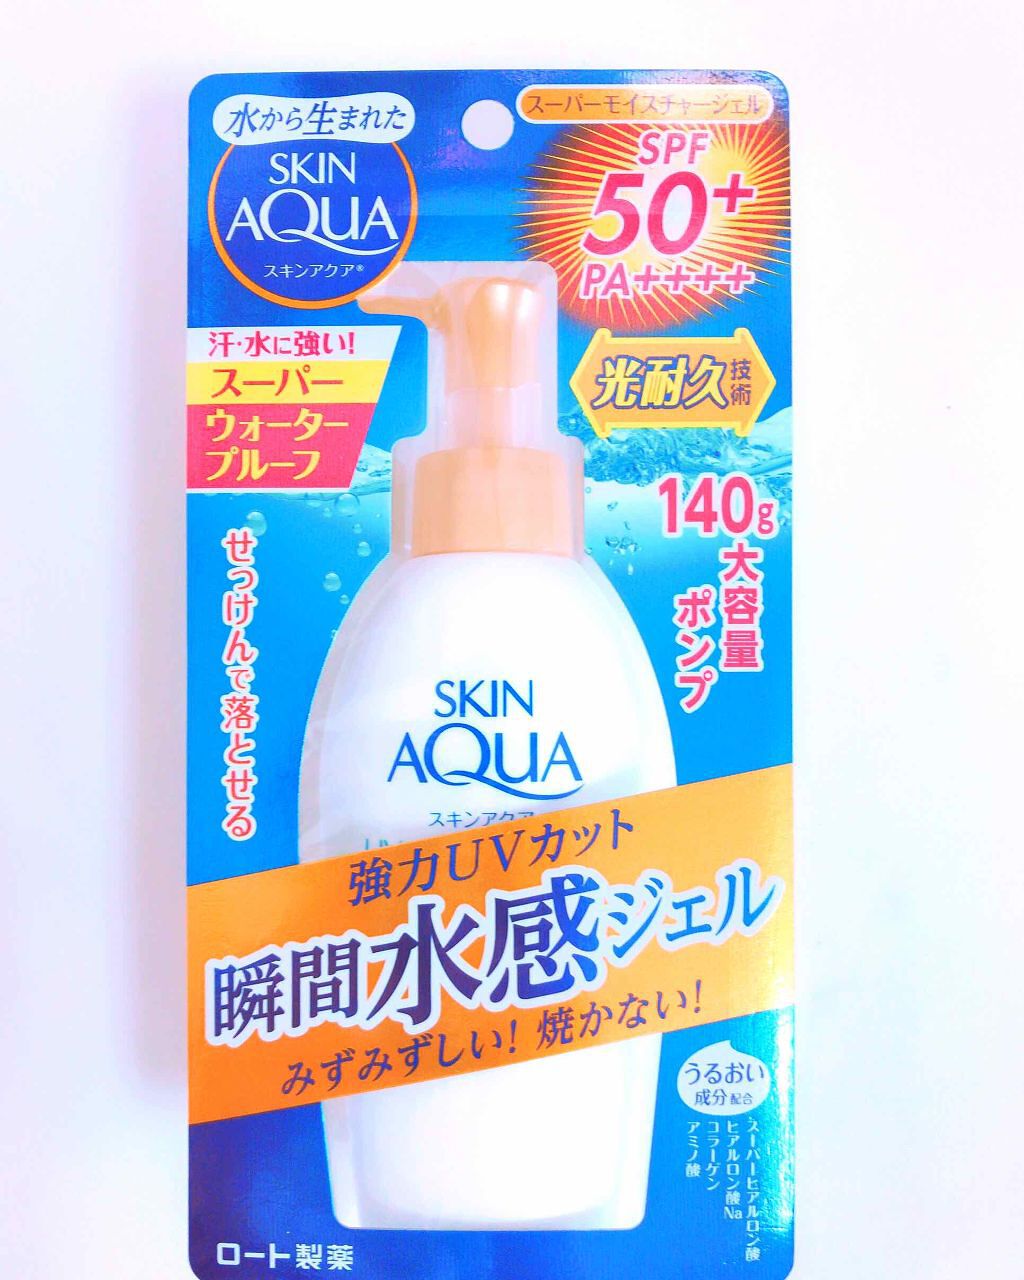 水から生まれた
SKIN
AQUA
スキンアクア®
スーパーモイスチャージェル
SPF
50+
PA++++
汗・水に強い!
スーパー
ウォーター
プルーフ
光耐久技術
140g
大容量
ポンプ
せっけんで落とせる
SKIN
AQUA
スキンアクア
UV
強力UVカット
瞬間水感ジェル
みずみずしい!焼かない!
うるおい
成分配合
スーパーヒアルロン酸
ヒアルロン酸Na
コラーゲン
アミノ酸
ロート製薬